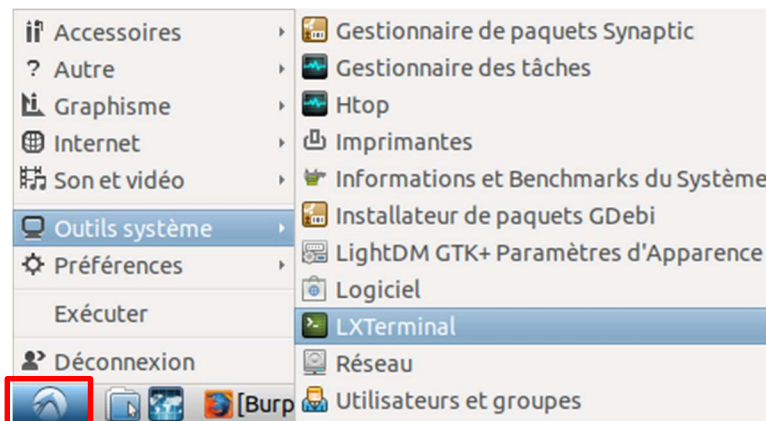 Accessoires
? Autre
Graphisme
Internet
Son et vidéo
Outils système
Préférences
Exécuter
Déconnexion
[Burp
Gestionnaire de paquets Synaptic
Gestionnaire des tâches
Htop
Imprimantes
Informations et Benchmarks du Système
Installateur de paquets GDebi
LightDM GTK+ Paramètres d'Apparence
Logiciel
LXTerminal
Réseau
Utilisateurs et groupes